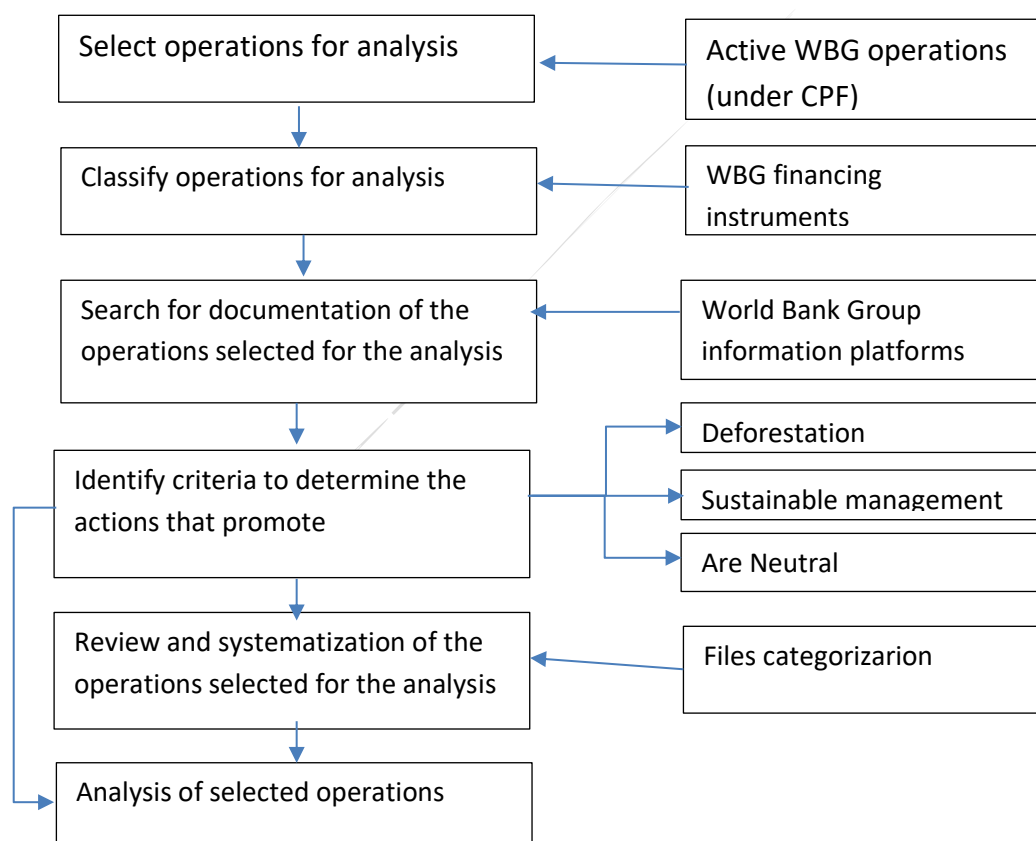 Select operations for analysis
Active WBG operations
(under CPF)
Classify operations for analysis
WBG financing
instruments
Search for documentation of the
operations selected for the analysis
World Bank Group
information platforms
Identify criteria to determine the
actions that promote
Deforestation
Sustainable management
Are Neutral
Review and systematization of the
operations selected for the analysis
Files categorizarion
Analysis of selected operations